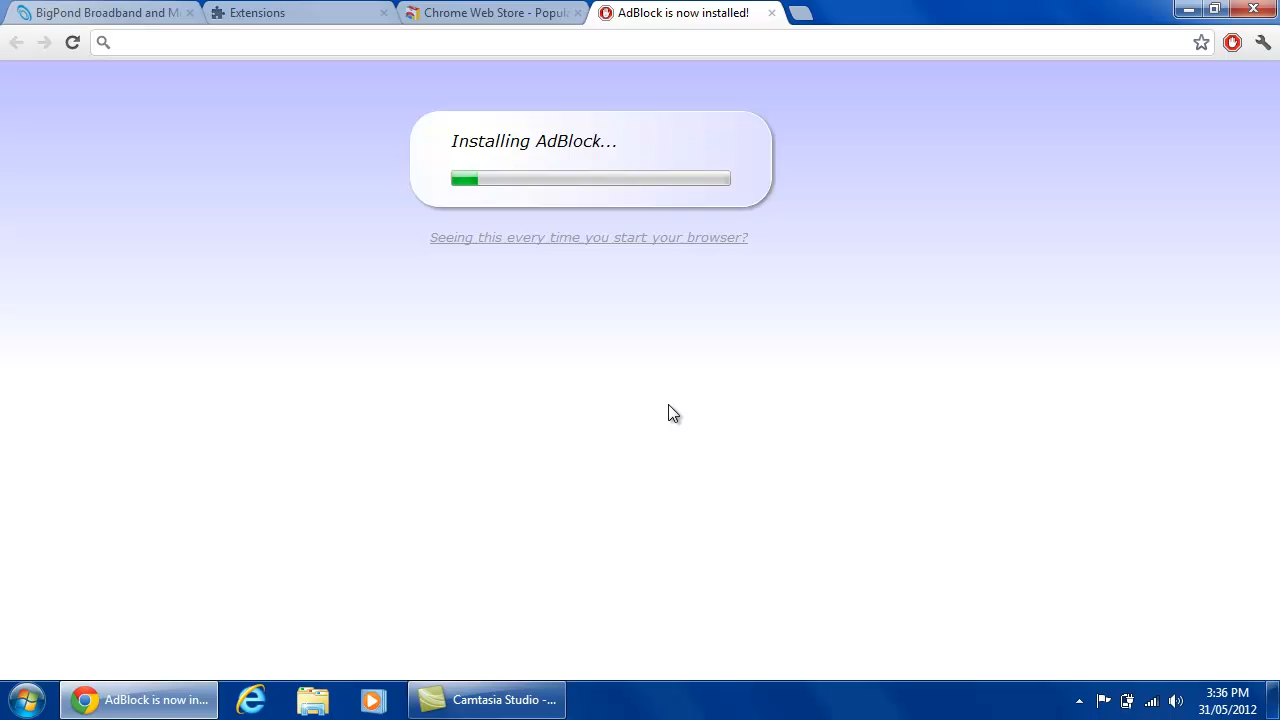 BigPond Broadband and M
Extensions
Chrome Web Store - Popula
AdBlock is now installed!
Installing AdBlock...
Seeing this every time you start your browser?
AdBlock is now in...
Camtasia Studio -...
3:36 PM
31/05/2012